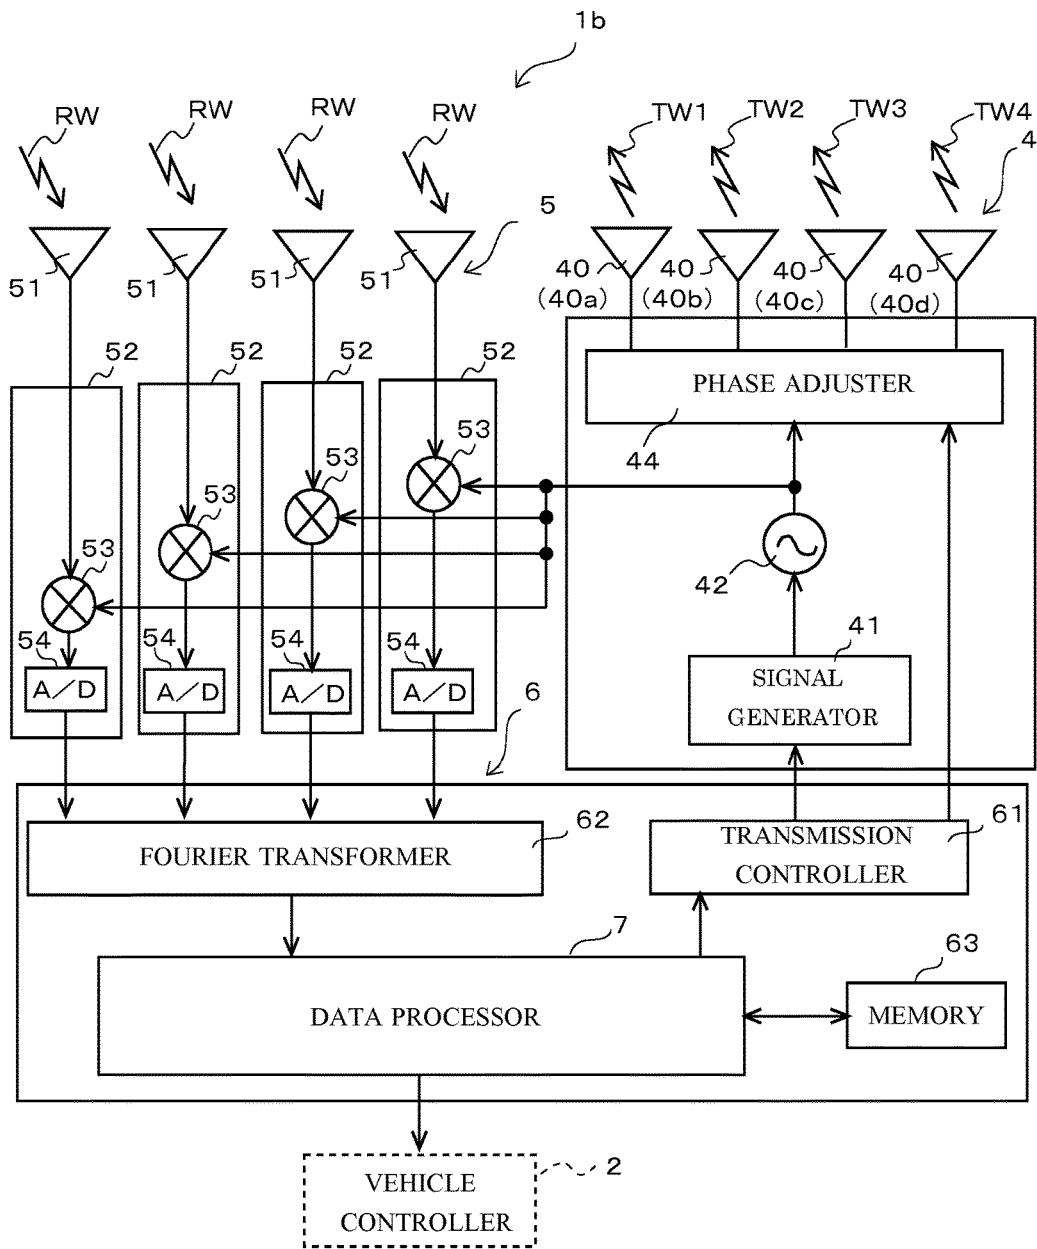 1b
RW RW RW RW TW1 TW2 TW3 TW4
4
5
51 51 51 51 40 40 40 40
(40a) (40b) (40c) (40d)
52 52 52 52
PHASE ADJUSTER
44
53 53 53 53
42
41
54 54 54 54
A/D A/D A/D A/D
SIGNAL
GENERATOR
6
62
61
FOURIER TRANSFORMER
TRANSMISSION
CONTROLLER
7
63
DATA PROCESSOR
MEMORY
2
VEHICLE
CONTROLLER